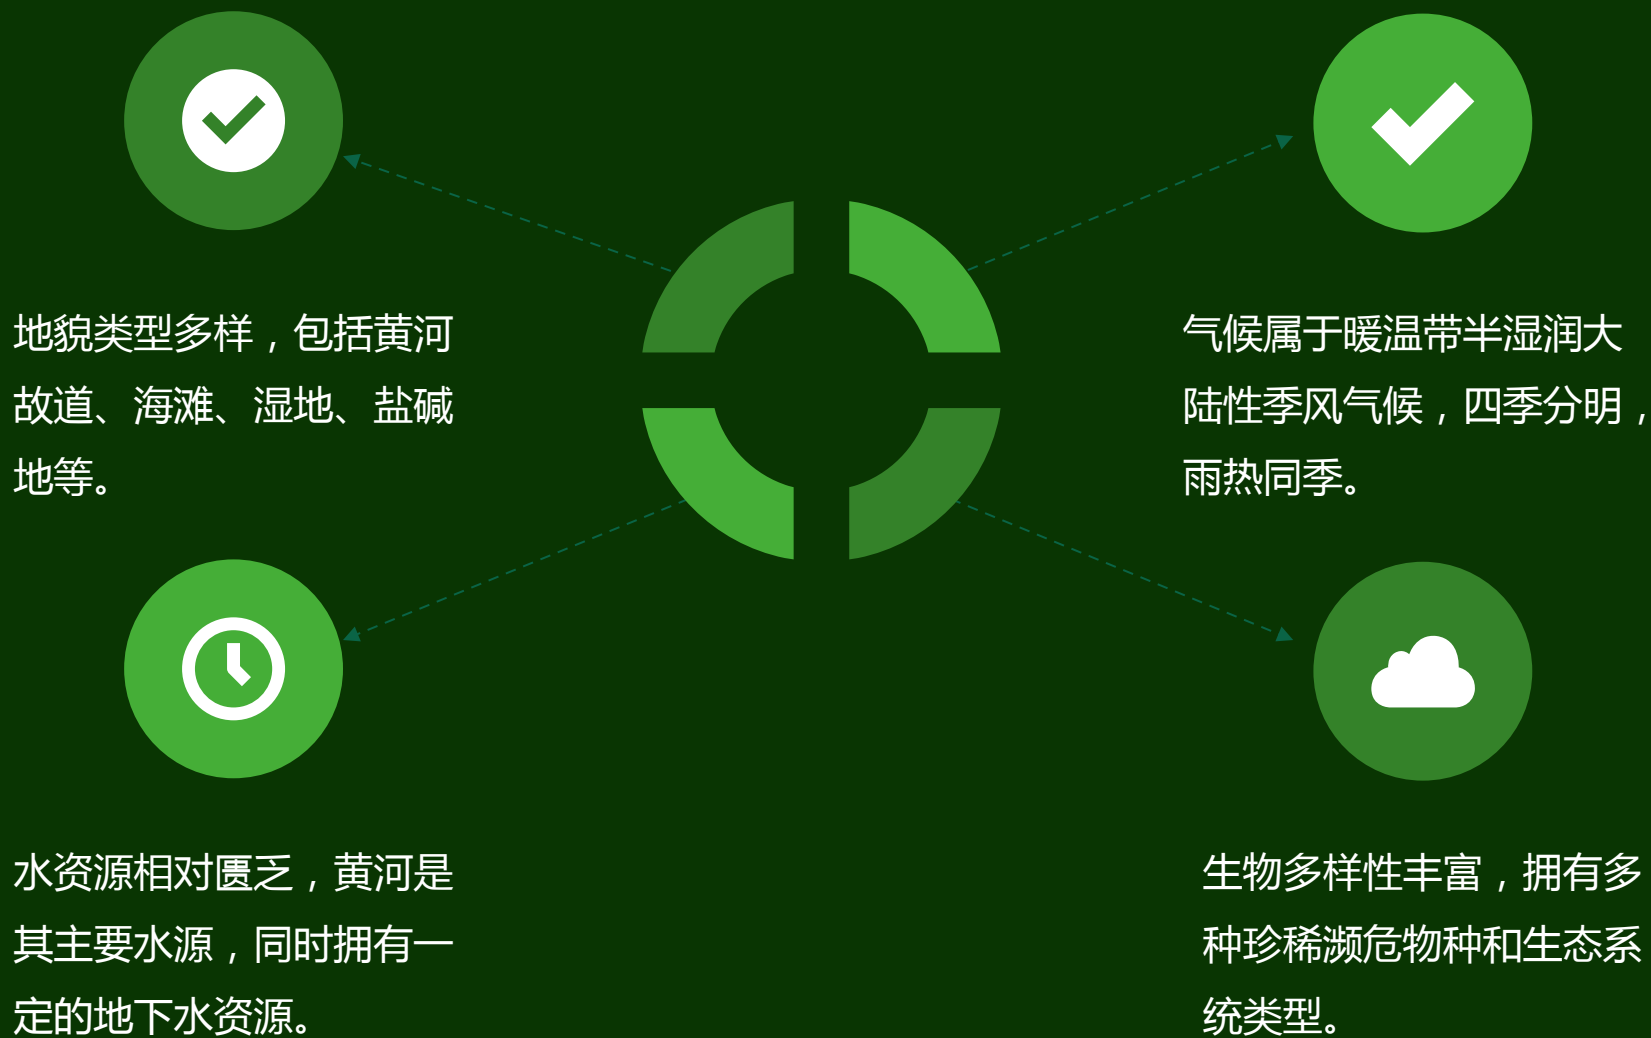 地貌类型多样，包括黄河
故道、海滩、湿地、盐碱
地等。
气候属于暖温带半湿润大
陆性季风气候，四季分明，
雨热同季。
水资源相对匮乏，黄河是
其主要水源，同时拥有一
定的地下水资源。
生物多样性丰富，拥有多
种珍稀濒危物种和生态系
统类型。